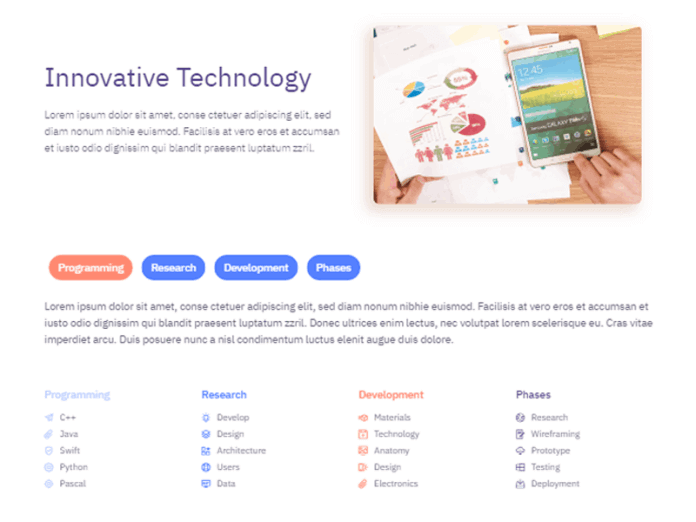 Innovative Technology
Lorem ipsum dolor sit amet, conse ctetuer adipiscing elit, sed
diam nonum nibhie euismod. Facilisis at vero eros et accumsan
et iusto odio dignissim qui blandit praesent luptatum zzril.
12:45
55%
Programming Research Development Phases
Lorem ipsum dolor sit amet, conse ctetuer adipiscing elit, sed diam nonum nibhie euismod. Facilisis at vero eros et accumsan et
iusto odio dignissim qui blandit praesent luptatum zzril. Donec ultrices enim lectus, nec volutpat lorem scelerisque eu. Cras vitae
imperdiet arcu. Duis posuere nunc a nisl condimentum luctus elenit augue duis dolore.
Programming
C++
Java
Swift
Python
Pascal
Research
Develop
Design
Architecture
Users
Data
Development
Materials
Technology
Anatomy
Design
Electronics
Phases
Research
Wireframing
Prototype
Testing
Deployment